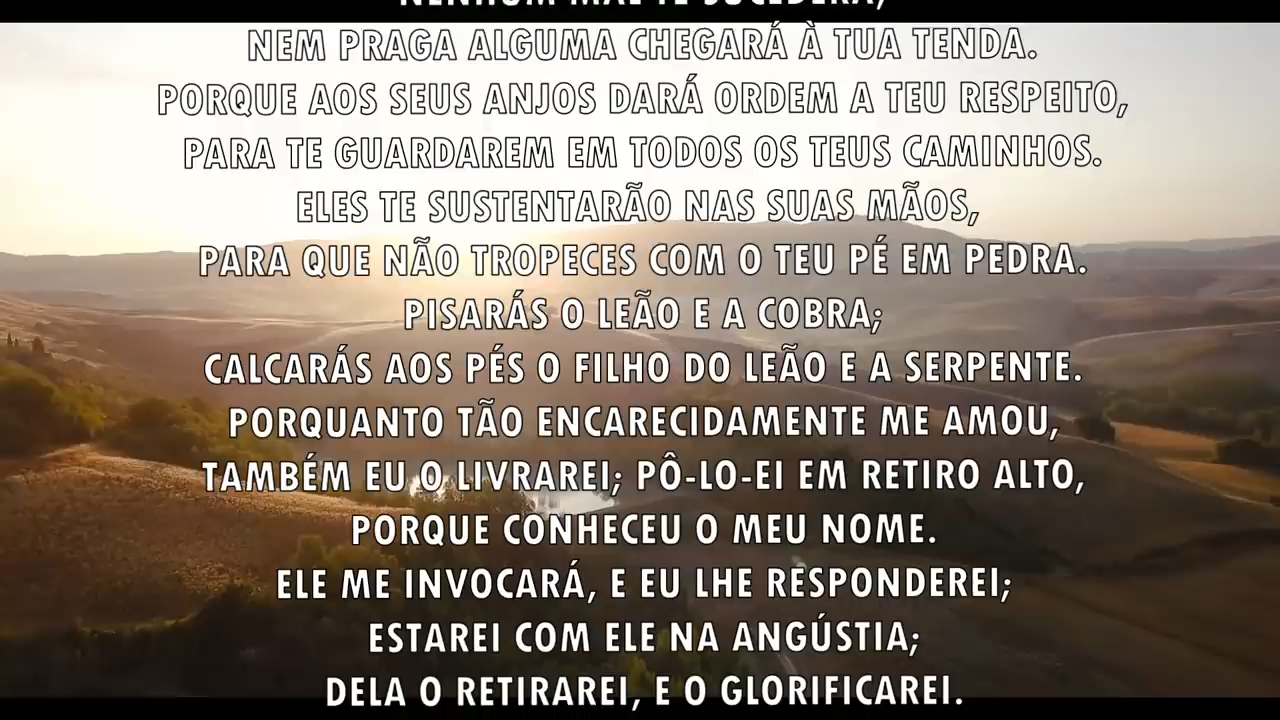 NENHUM MAL TE SUCEDERÁ,
NEM PRAGA ALGUMA CHEGARÁ À TUA TENDA.
PORQUE AOS SEUS ANJOS DARÁ ORDEM A TEU RESPEITO,
PARA TE GUARDAREM EM TODOS OS TEUS CAMINHOS.
ELES TE SUSTENTARÃO NAS SUAS MÃOS,
PARA QUE NÃO TROPECES COM O TEU PÉ EM PEDRA.
PISARÁS O LEÃO E A COBRA;
CALCARÁS AOS PÉS O FILHO DO LEÃO E A SERPENTE.
PORQUANTO TÃO ENCARECIDAMENTE ME AMOU,
TAMBÉM EU O LIVRAREI; PÔ-LO-EI EM RETIRO ALTO,
PORQUE CONHECEU O MEU NOME.
ELE ME INVOCARÁ, E EU LHE RESPONDEREI;
ESTAREI COM ELE NA ANGÚSTIA;
DELA O RETIRAREI, E O GLORIFICAREI.